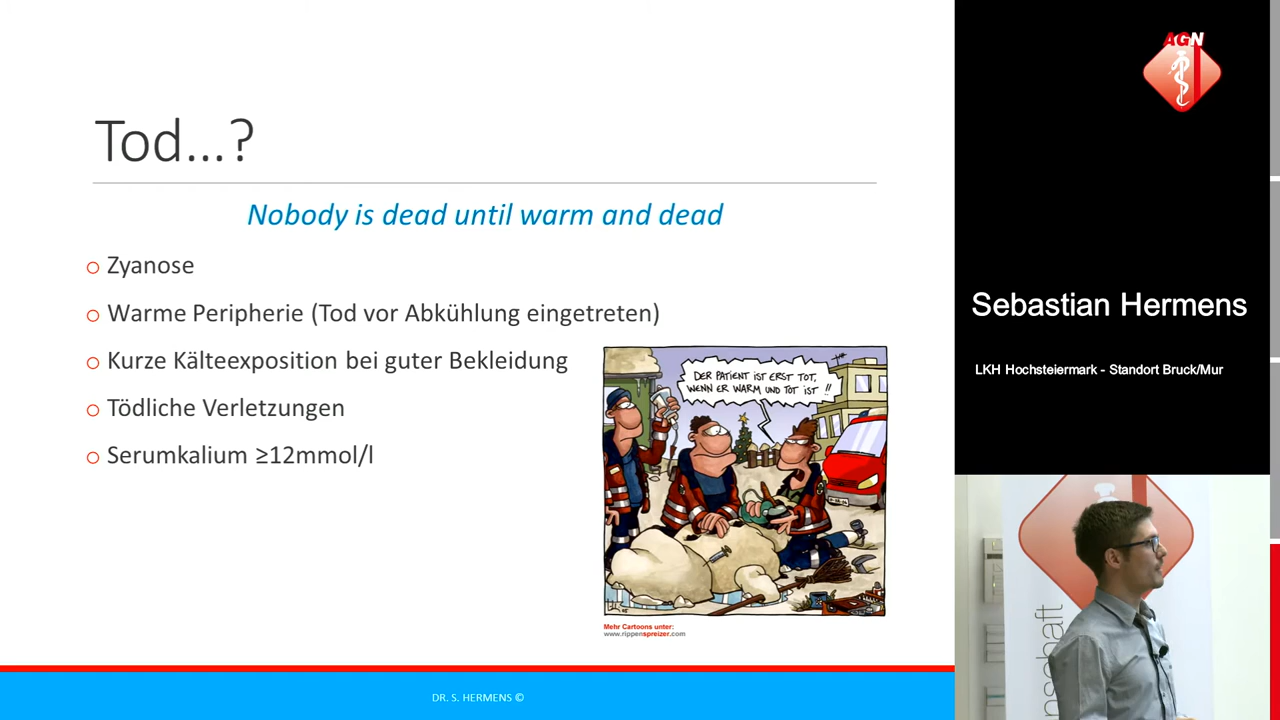 Tod...?
Nobody is dead until warm and dead
Zyanose
Warme Peripherie (Tod vor Abkühlung eingetreten)
Kurze Kälteexposition bei guter Bekleidung
Tödliche Verletzungen
Serumkalium ≥12mmol/l
DER PATIENT IST ERST TOT,
WENN ER WARM UND TOT IST !!
Mehr Cartoons unter:
www.rippenspreizer.com
DR. S. HERMENS ©
AGN
Sebastian Hermens
LKH Hochsteiermark - Standort Bruck/Mur
nschaft